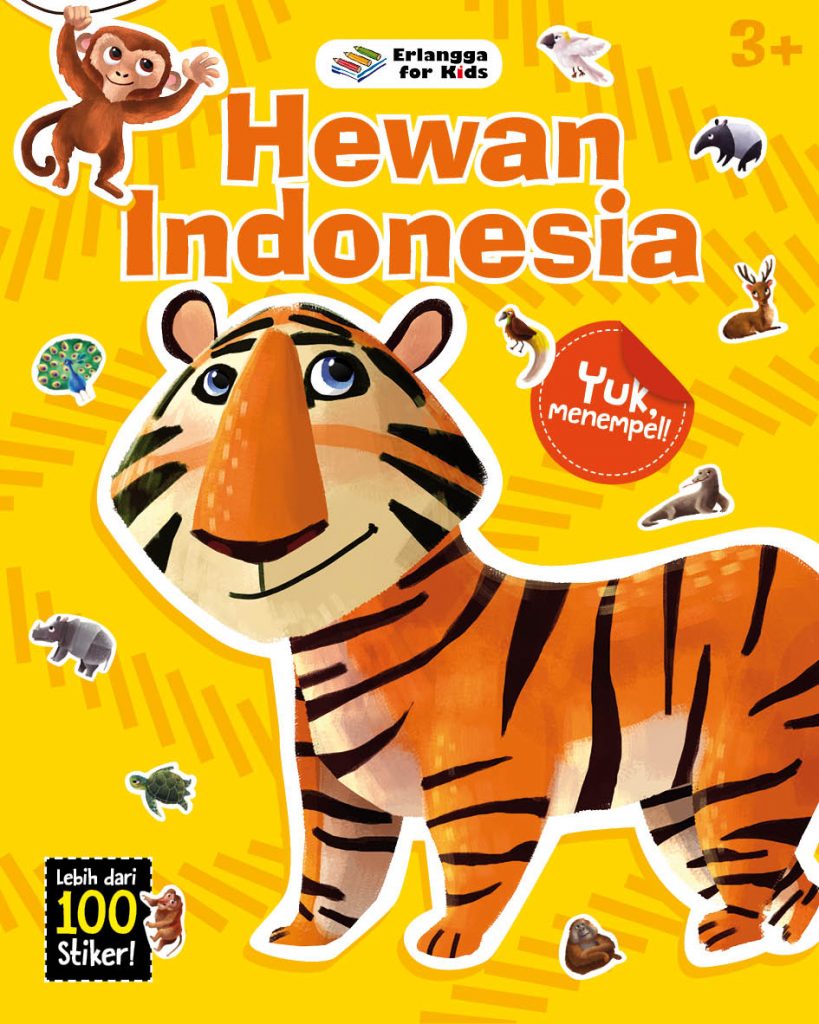 Erlangga
for Kids
3+
Hewan
Indonesia
Yuk,
menempel!
Lebih dari
100
Stiker!